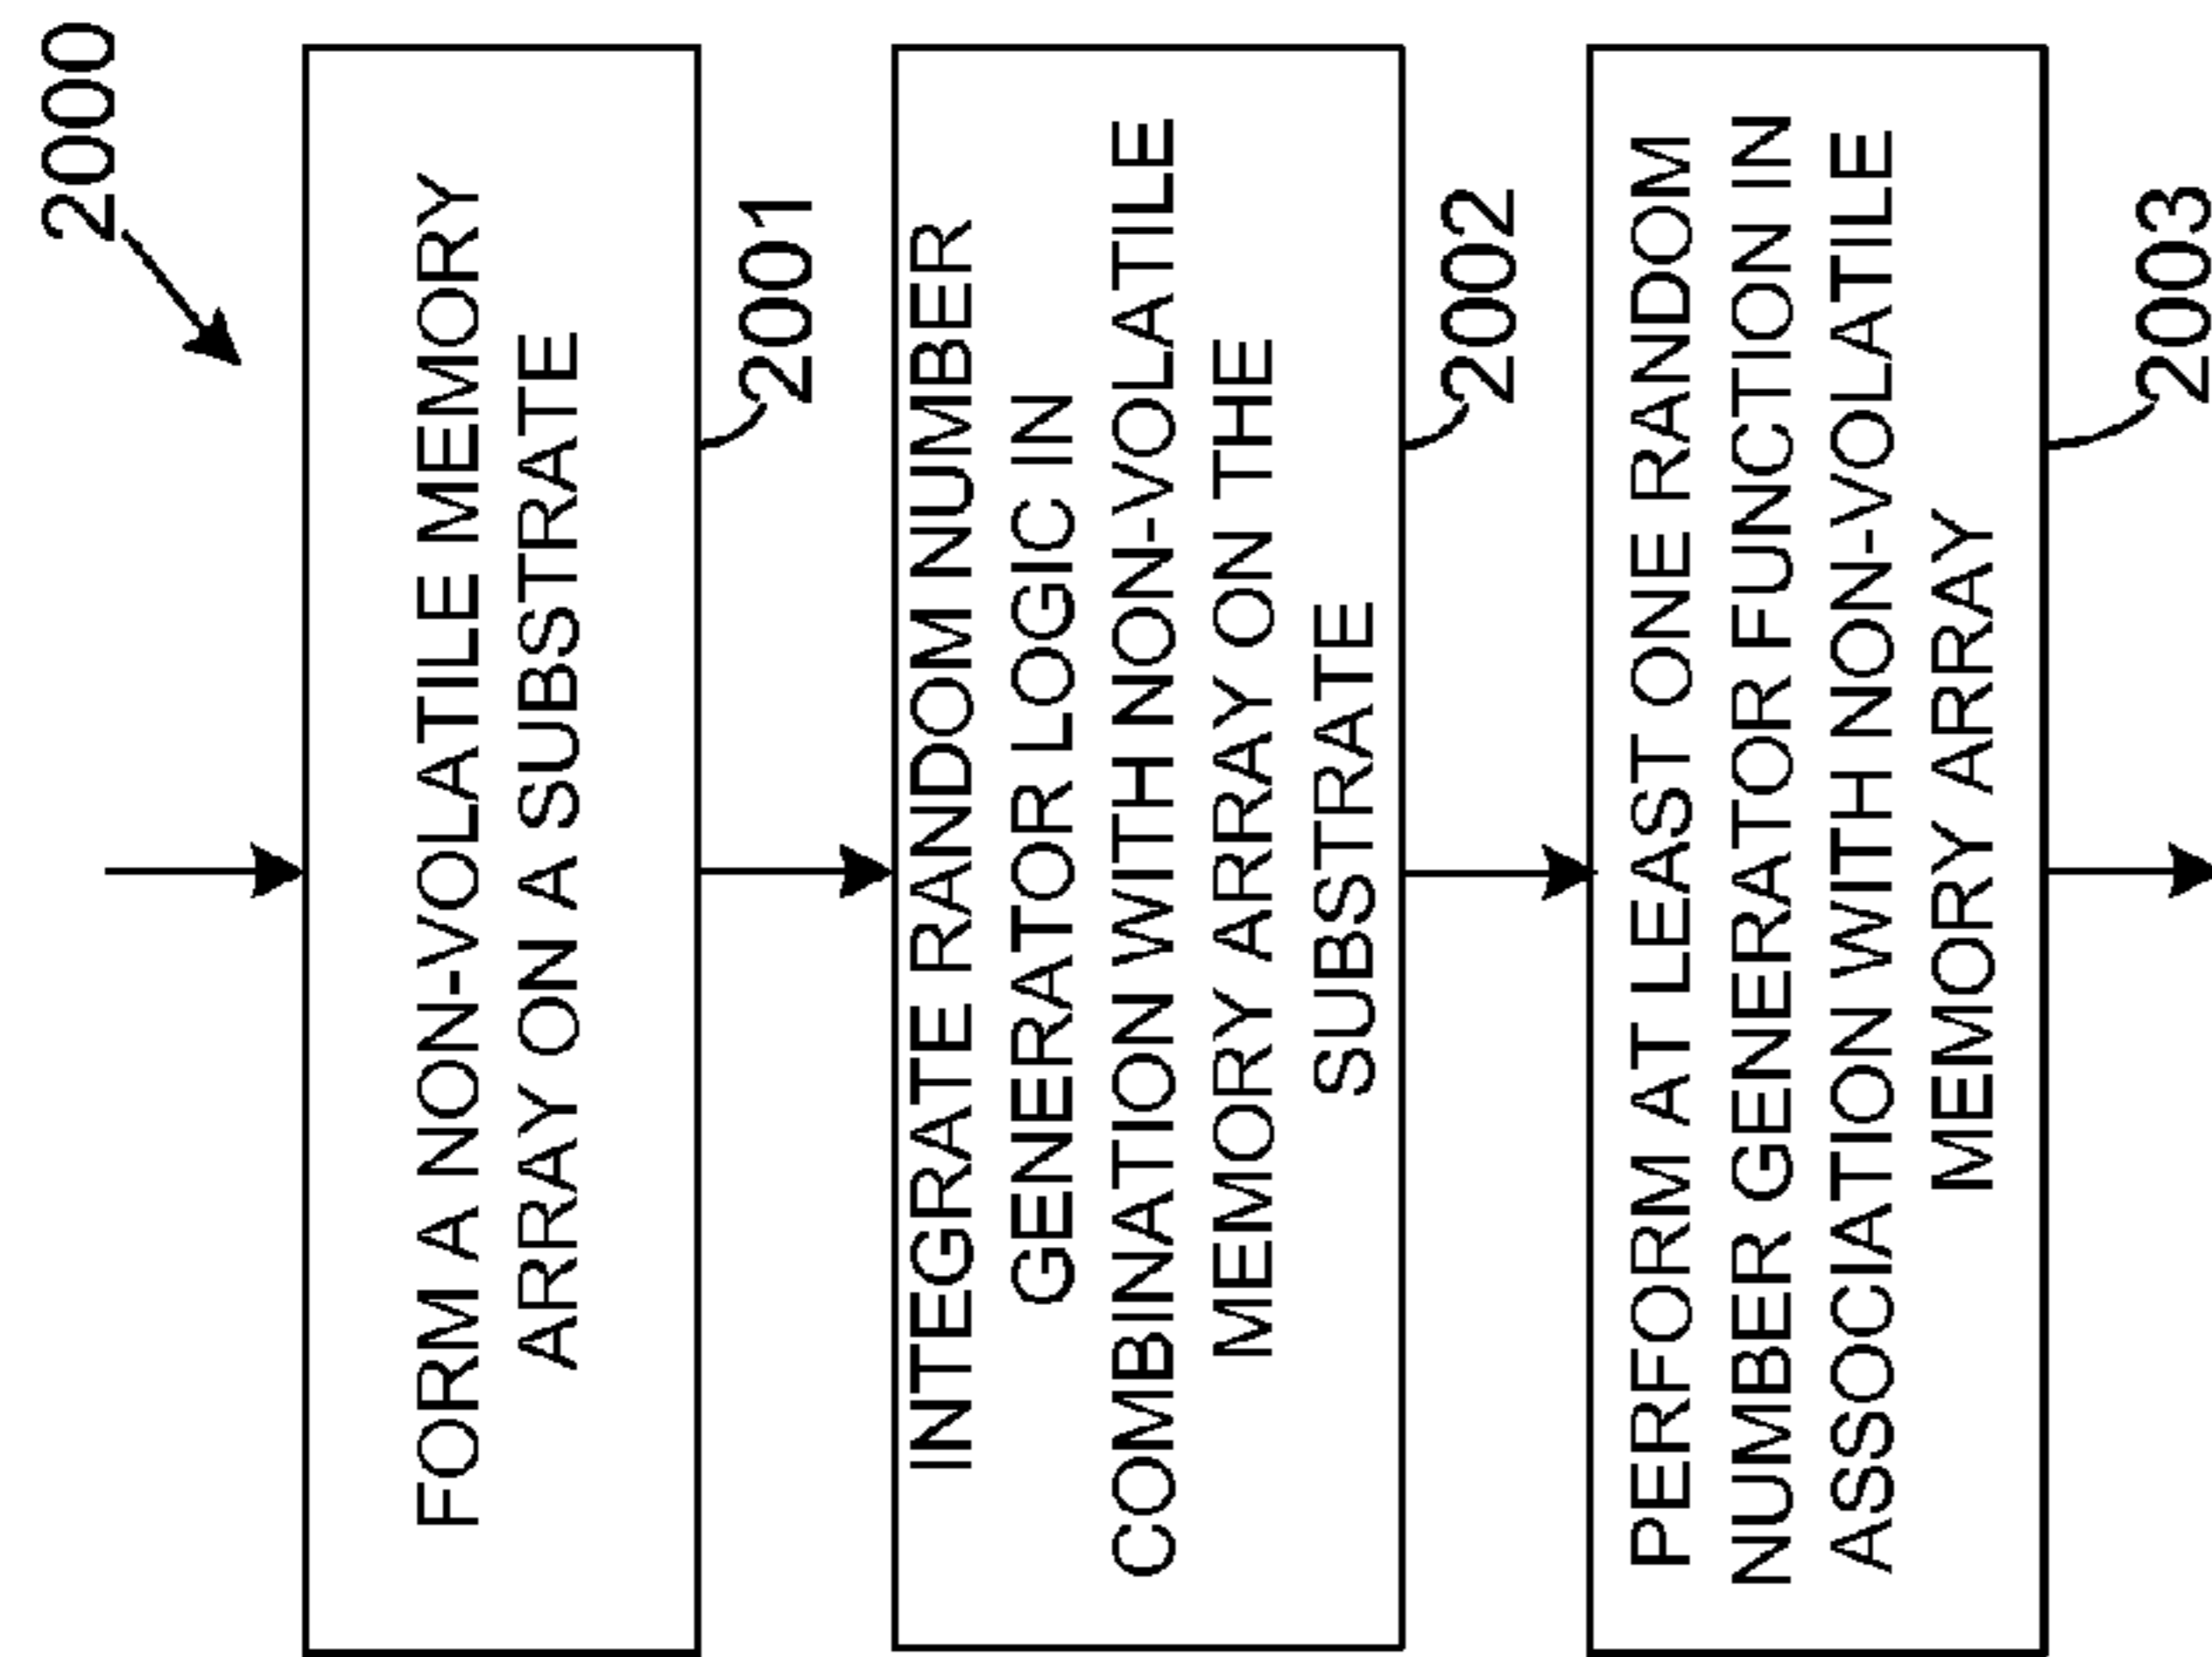 2000
FORM A NON-VOLATILE MEMORY
ARRAY ON A SUBSTRATE
2001
INTEGRATE RANDOM NUMBER
GENERATOR LOGIC IN
COMBINATION WITH NON-VOLATILE
MEMORY ARRAY ON THE
SUBSTRATE
2002
PERFORM AT LEAST ONE RANDOM
NUMBER GENERATOR FUNCTION IN
ASSOCIATION WITH NON-VOLATILE
MEMORY ARRAY
2003